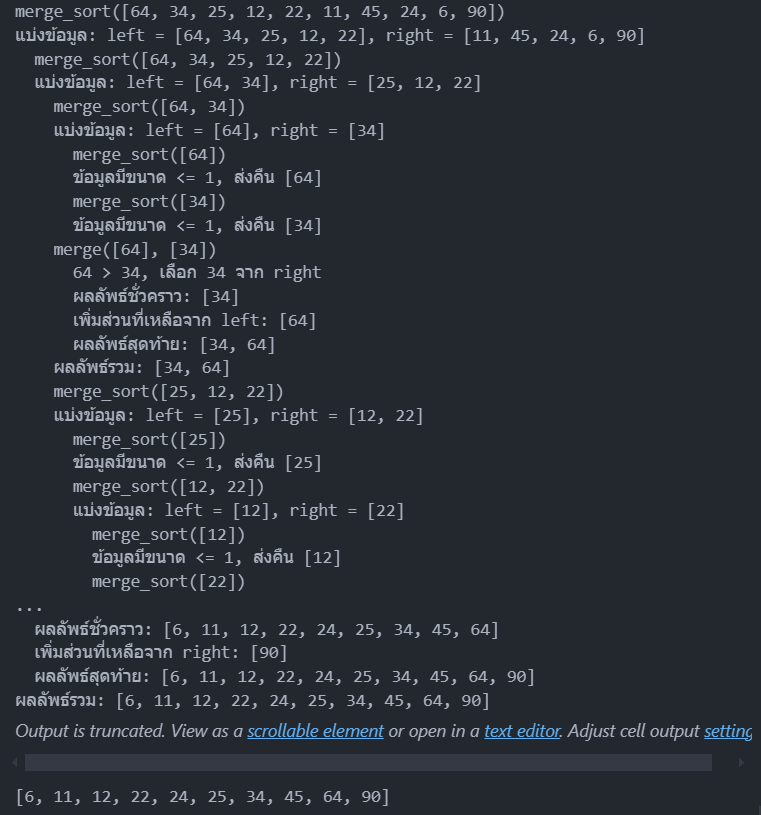 merge_sort([64, 34, 25, 12, 22, 11, 45, 24, 6, 90])
แบ่งข้อมูล: left = [64, 34, 25, 12, 22], right = [11, 45, 24, 6, 90]
merge_sort([64, 34, 25, 12, 22])
แบ่งข้อมูล: left = [64, 34], right = [25, 12, 22]
merge_sort([64, 34])
แบ่งข้อมูล: left = [64], right = [34]
merge_sort([64])
ข้อมูลมีขนาด <= 1, ส่งคืน [64]
merge_sort([34])
ข้อมูลมีขนาด <= 1, ส่งคืน [34]
merge([64], [34])
64 > 34, เลือก 34 จาก right
ผลลัพธ์ชั่วคราว: [34]
เพิ่มส่วนที่เหลือจาก left: [64]
ผลลัพธ์สุดท้าย: [34, 64]
ผลลัพธ์รวม: [34, 64]
merge_sort([25, 12, 22])
แบ่งข้อมูล: left = [25], right = [12, 22]
merge_sort([25])
ข้อมูลมีขนาด <= 1, ส่งคืน [25]
merge_sort([12, 22])
แบ่งข้อมูล: left = [12], right = [22]
merge_sort([12])
ข้อมูลมีขนาด <= 1, ส่งคืน [12]
merge_sort([22])
...
ผลลัพธ์ชั่วคราว: [6, 11, 12, 22, 24, 25, 34, 45, 64]
เพิ่มส่วนที่เหลือจาก right: [90]
ผลลัพธ์สุดท้าย: [6, 11, 12, 22, 24, 25, 34, 45, 64, 90]
ผลลัพธ์รวม: [6, 11, 12, 22, 24, 25, 34, 45, 64, 90]
Output is truncated. View as a scrollable element or open in a text editor. Adjust cell output setting
[6, 11, 12, 22, 24, 25, 34, 45, 64, 90]